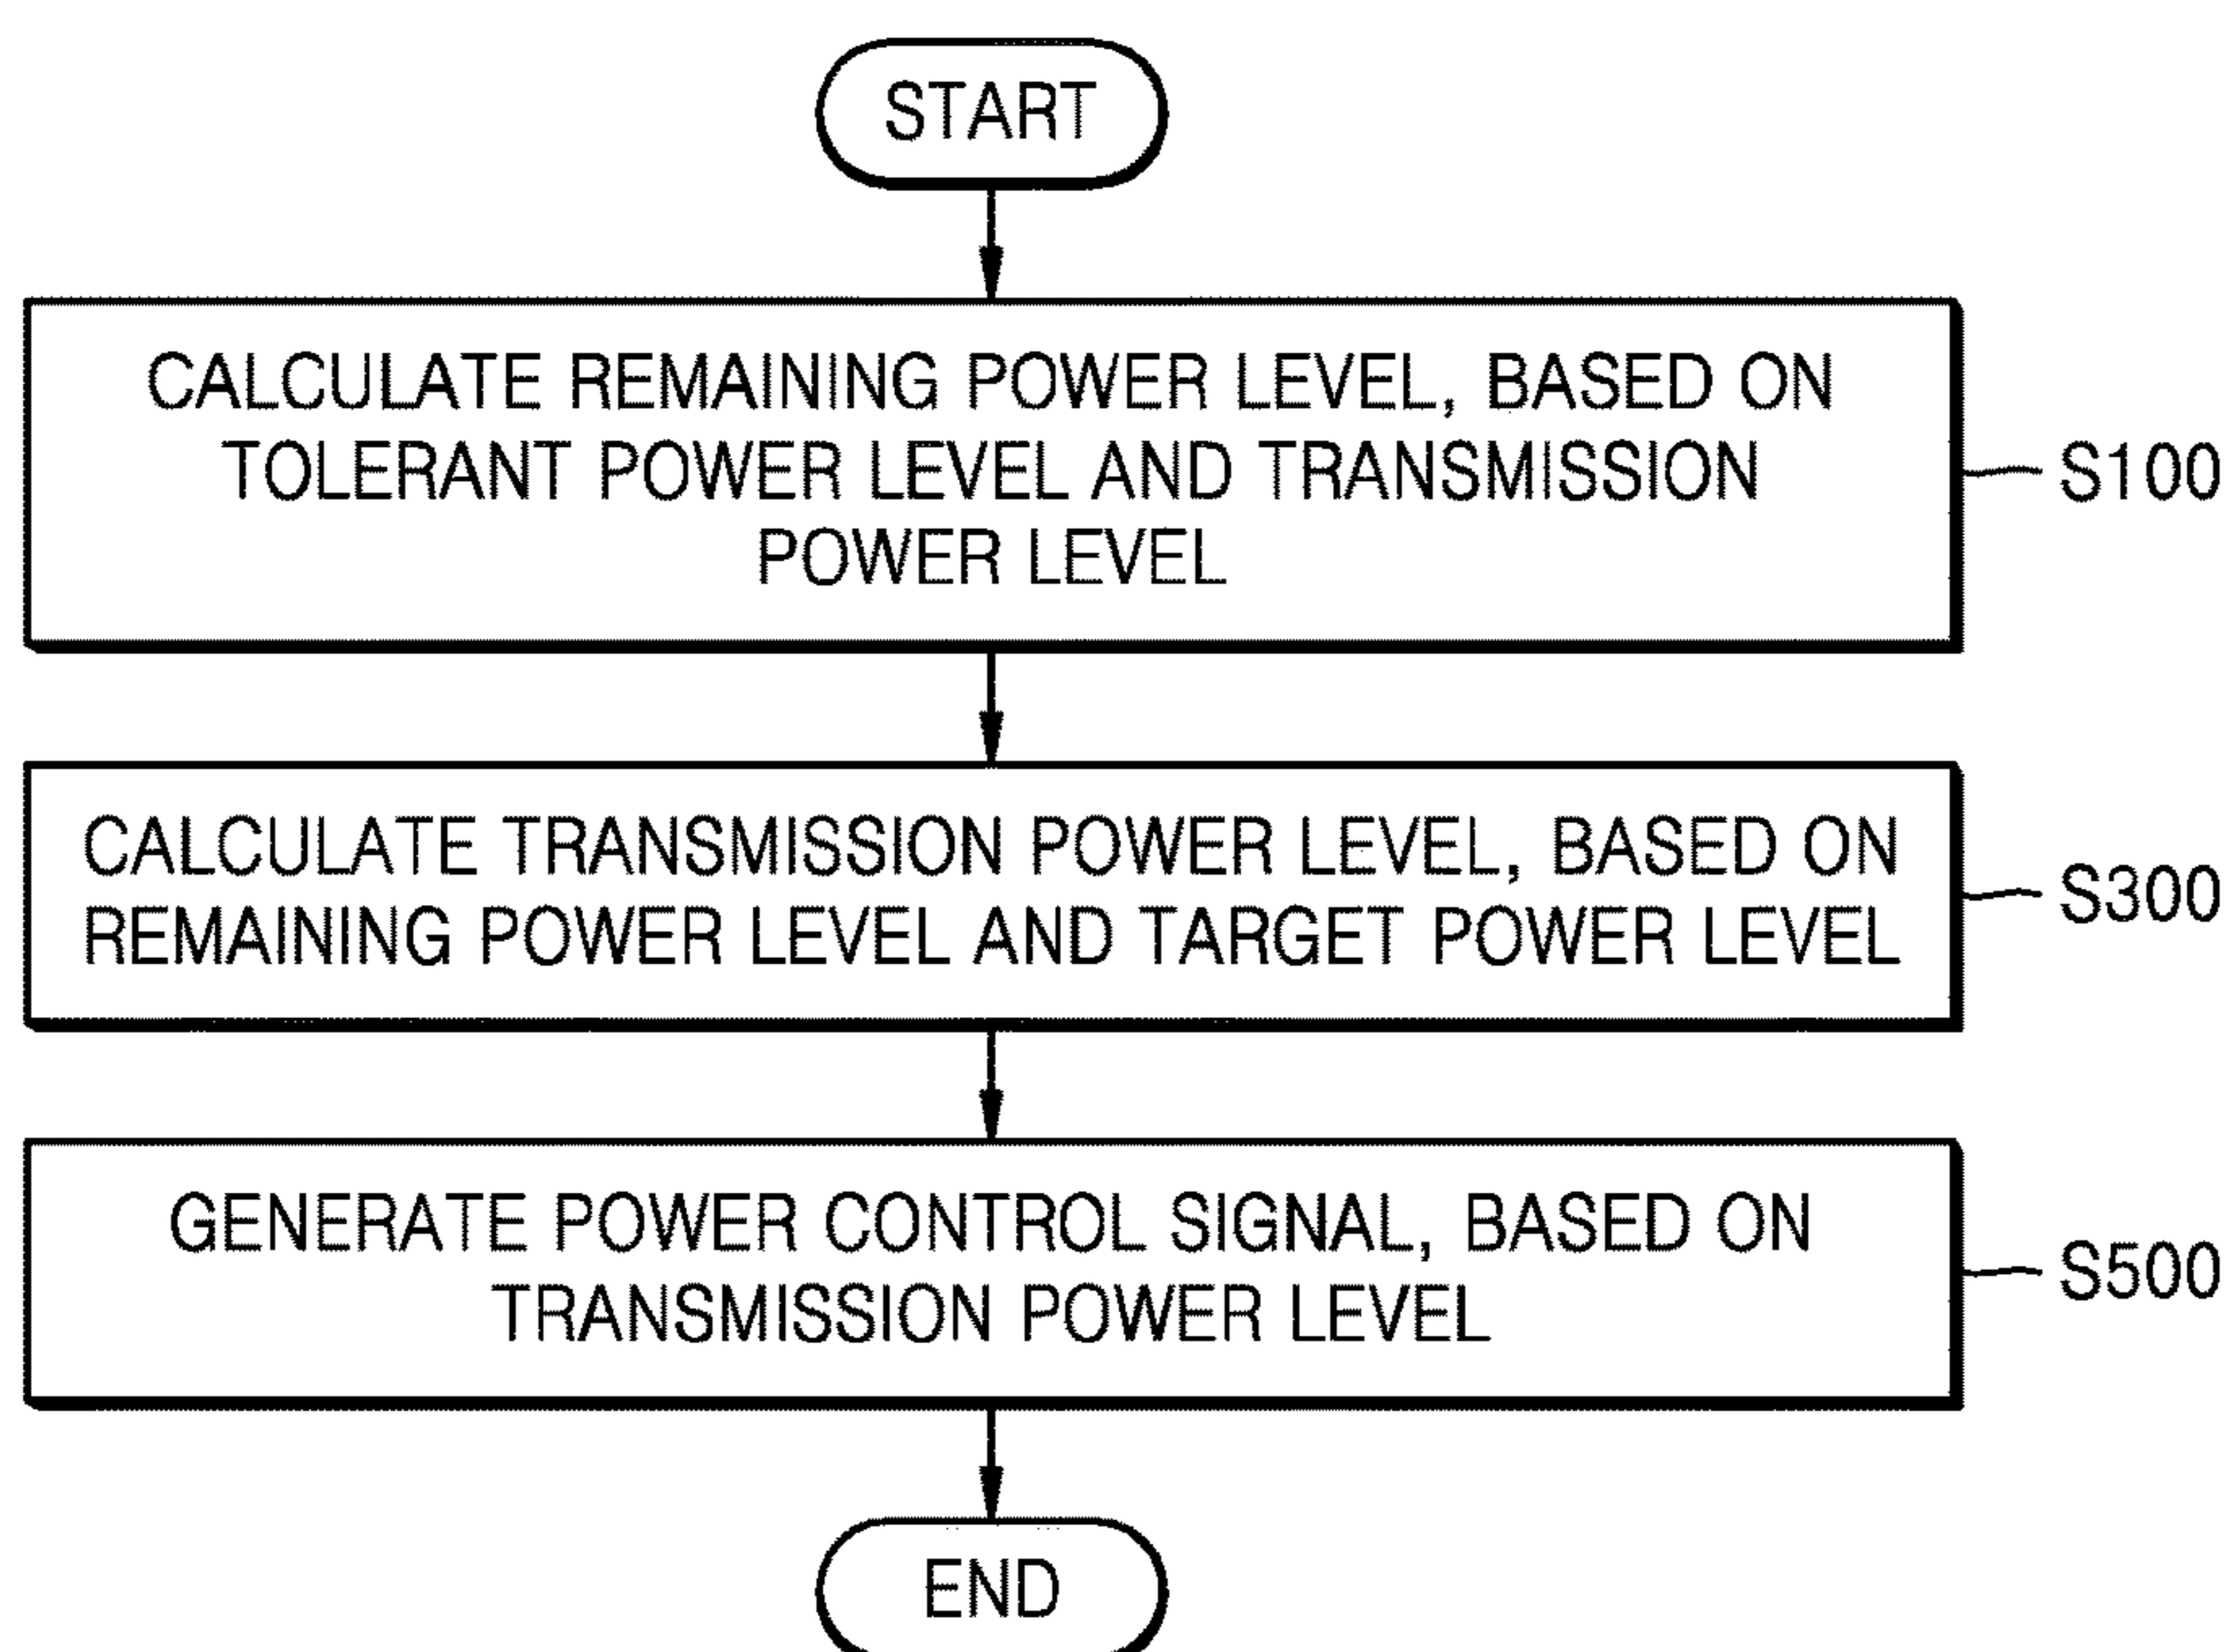 START
CALCULATE REMAINING POWER LEVEL, BASED ON
TOLERANT POWER LEVEL AND TRANSMISSION
POWER LEVEL
S100
CALCULATE TRANSMISSION POWER LEVEL, BASED ON
REMAINING POWER LEVEL AND TARGET POWER LEVEL
S300
GENERATE POWER CONTROL SIGNAL, BASED ON
TRANSMISSION POWER LEVEL
S500
END